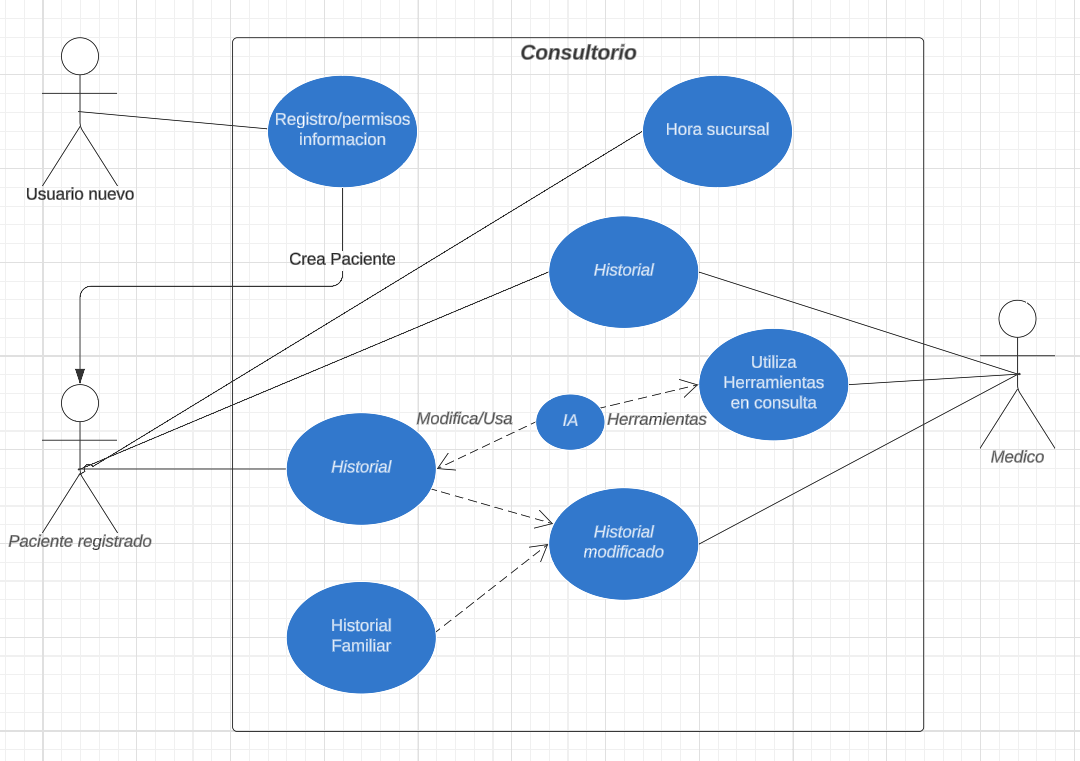 Consultorio
Registro/permisos
informacion
Hora sucursal
Usuario nuevo
Crea Paciente
Historial
Utiliza
Herramientas
en consulta
Modifica/Usa
IA
Herramientas
Medico
Historial
Paciente registrado
Historial
modificado
Historial
Familiar